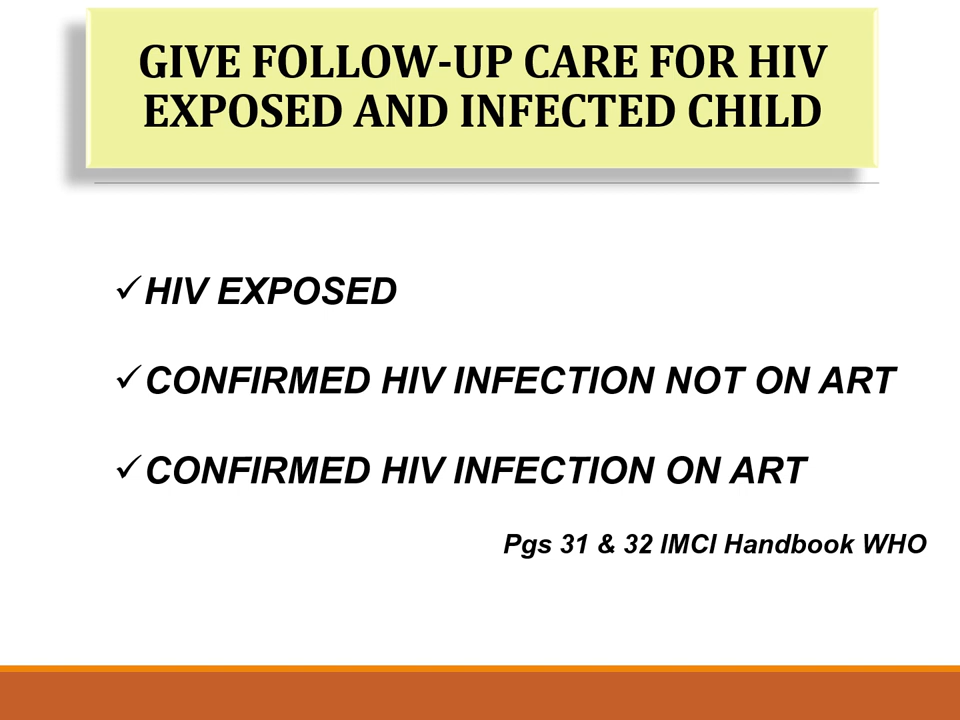 GIVE FOLLOW-UP CARE FOR HIV
EXPOSED AND INFECTED CHILD
✓HIV EXPOSED
✓CONFIRMED HIV INFECTION NOT ON ART
✓CONFIRMED HIV INFECTION ON ART
Pgs 31 & 32 IMCI Handbook WHO